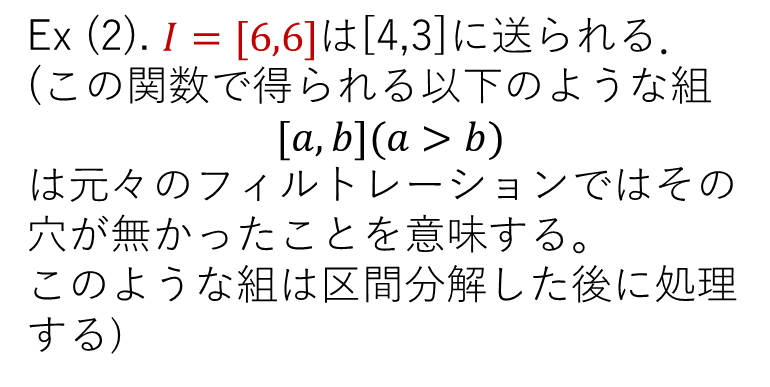 Ex (2). I = [6,6]は[4,3]に送られる.
(この関数で得られる以下のような組
[a, b](a > b)
は元々のフィルトレーションではその
穴が無かったことを意味する。
このような組は区間分解した後に処理
する)